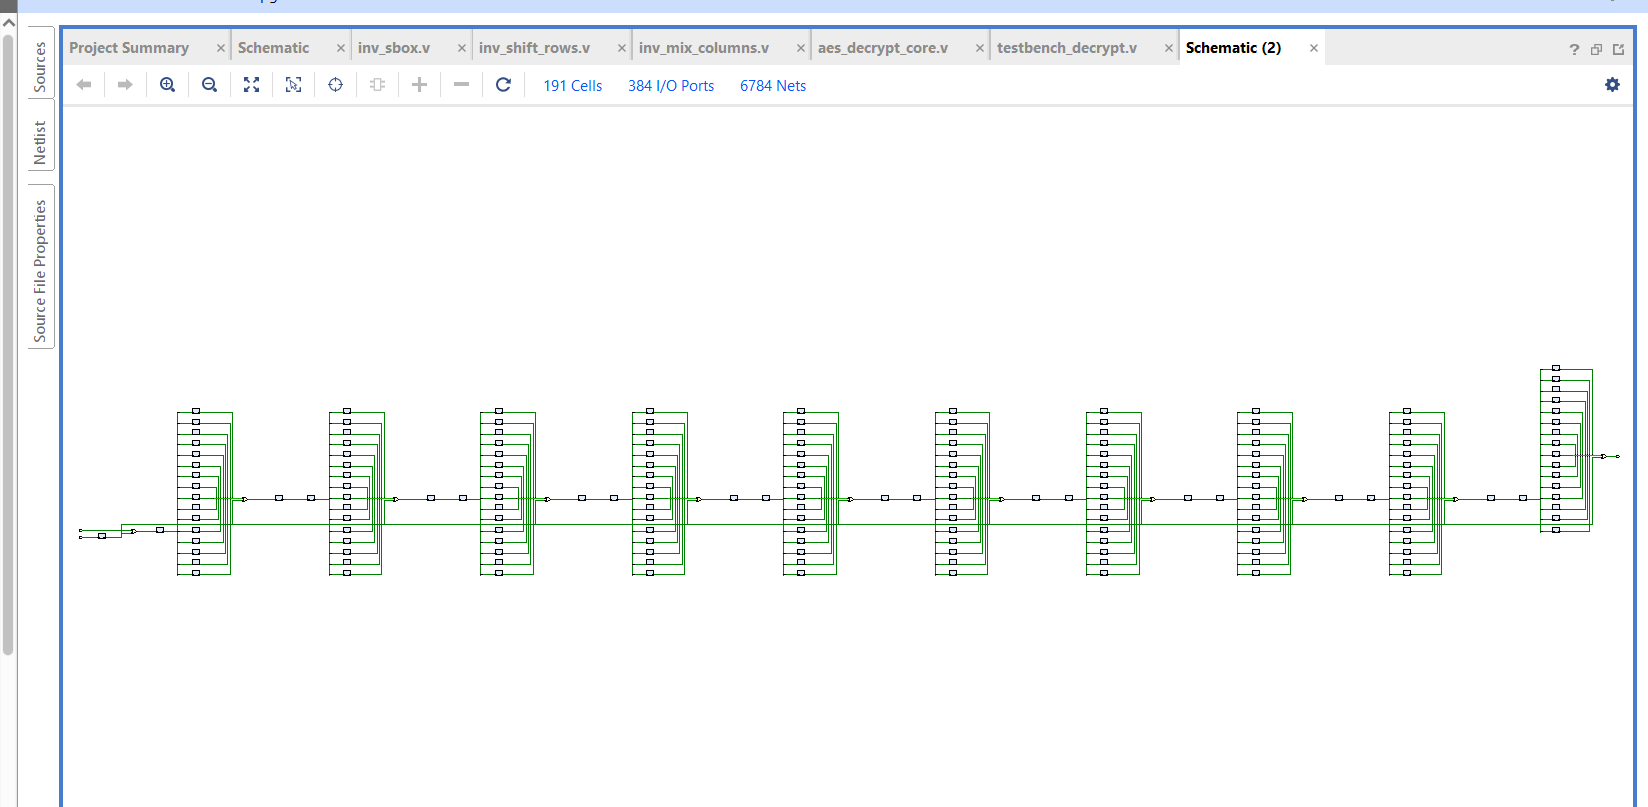 Project Summary × Schematic × inv_sbox.v × inv_shift_rows.v × inv_mix_columns.v × aes_decrypt_core.v × testbench_decrypt.v × Schematic (2) × ?
191 Cells 384 I/O Ports 6784 Nets
Sources
Netlist
Source File Properties